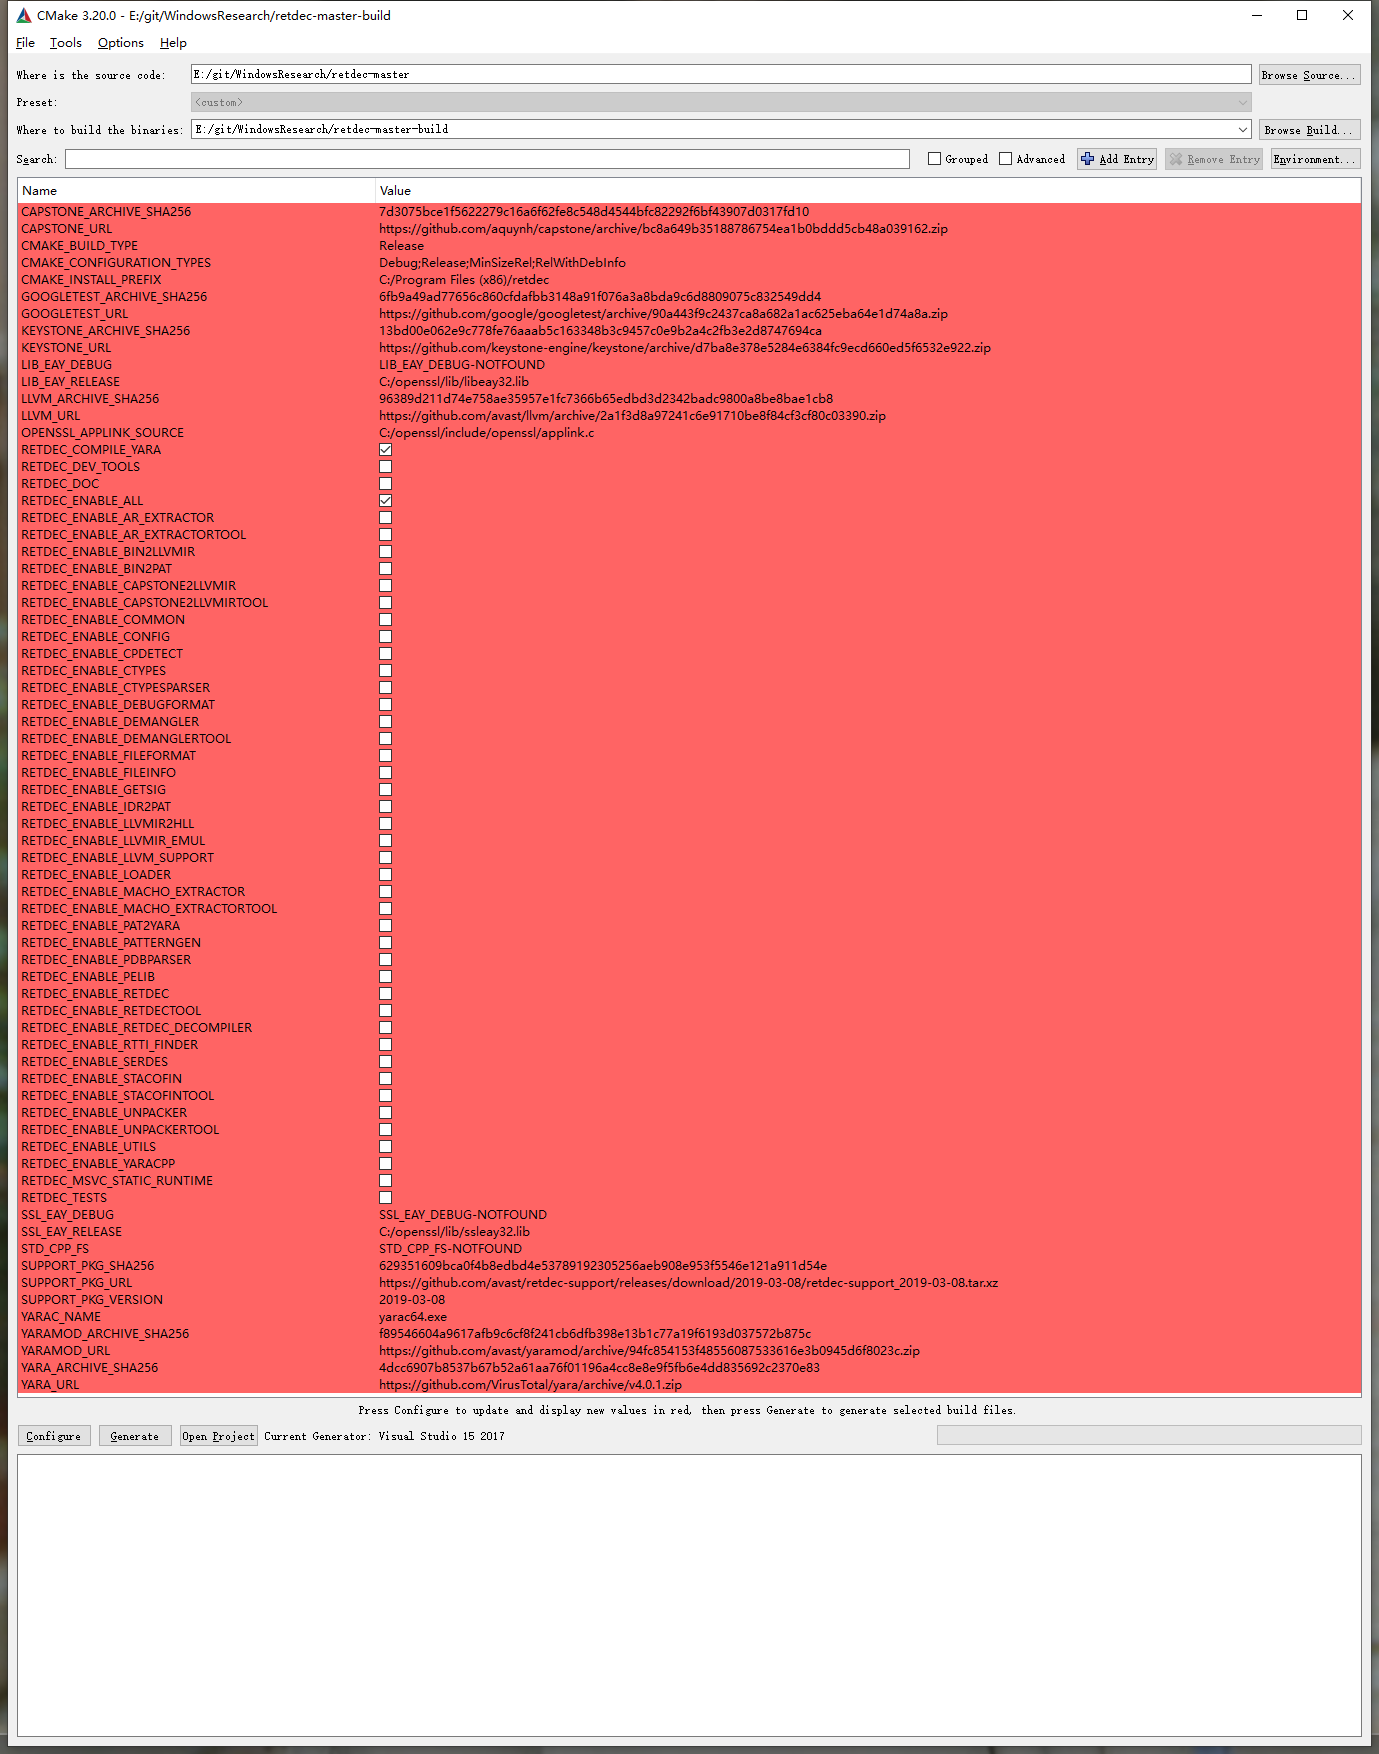 CMake 3.20.0 - E:/git/WindowsResearch/retdec-master-build
File Tools Options Help
Where is the source code: E:/git/WindowsResearch/retdec-master Browse Source...
Preset: <custom>
Where to build the binaries: E:/git/WindowsResearch/retdec-master-build Browse Build...
Search: Grouped Advanced Add Entry Remove Entry Environment...
Name Value
CAPSTONE_ARCHIVE_SHA256 7d3075bce1f5622279c16a6f62fe8c548d4544bfc82292f6bf43907d0317fd10
CAPSTONE_URL https://github.com/aquynh/capstone/archive/bc8a649b35188786754ea1b0bddd5cb48a039162.zip
CMAKE_BUILD_TYPE Release
CMAKE_CONFIGURATION_TYPES Debug;Release;MinSizeRel;RelWithDebInfo
CMAKE_INSTALL_PREFIX C:/Program Files (x86)/retdec
GOOGLETEST_ARCHIVE_SHA256 6fb9a49ad77656c860cfdafbb3148a91f076a3a8bda9c6d8809075c832549dd4
GOOGLETEST_URL https://github.com/google/googletest/archive/90a443f9c2437ca8a682a1ac625eba64e1d74a8a.zip
KEYSTONE_ARCHIVE_SHA256 13bd00e062e9c778fe76aaab5c163348b3c9457c0e9b2a4c2fb3e2d8747694ca
KEYSTONE_URL https://github.com/keystone-engine/keystone/archive/d7ba8e378e5284e6384fc9ecd660ed5f6532e922.zip
LIB_EAY_DEBUG LIB_EAY_DEBUG-NOTFOUND
LIB_EAY_RELEASE C:/openssl/lib/libeay32.lib
LLVM_ARCHIVE_SHA256 96389d211d74e758ae35957e1fc7366b65edbd3d2342badc9800a8be8bae1cb8
LLVM_URL https://github.com/avast/llvm/archive/2a1f3d8a97241c6e91710be8f84cf3cf80c03390.zip
OPENSSL_APPLINK_SOURCE C:/openssl/include/openssl/applink.c
RETDEC_COMPILE_YARA
RETDEC_DEV_TOOLS
RETDEC_DOC
RETDEC_ENABLE_ALL
RETDEC_ENABLE_AR_EXTRACTOR
RETDEC_ENABLE_AR_EXTRACTORTOOL
RETDEC_ENABLE_BIN2LLVMIR
RETDEC_ENABLE_BIN2PAT
RETDEC_ENABLE_CAPSTONE2LLVMIR
RETDEC_ENABLE_CAPSTONE2LLVMIRTOOL
RETDEC_ENABLE_COMMON
RETDEC_ENABLE_CONFIG
RETDEC_ENABLE_CPDETECT
RETDEC_ENABLE_CTYPES
RETDEC_ENABLE_CTYPESPARSER
RETDEC_ENABLE_DEBUGFORMAT
RETDEC_ENABLE_DEMANGLER
RETDEC_ENABLE_DEMANGLERTOOL
RETDEC_ENABLE_FILEFORMAT
RETDEC_ENABLE_FILEINFO
RETDEC_ENABLE_GETSIG
RETDEC_ENABLE_IDR2PAT
RETDEC_ENABLE_LLVMIR2HLL
RETDEC_ENABLE_LLVMIR_EMUL
RETDEC_ENABLE_LLVM_SUPPORT
RETDEC_ENABLE_LOADER
RETDEC_ENABLE_MACHO_EXTRACTOR
RETDEC_ENABLE_MACHO_EXTRACTORTOOL
RETDEC_ENABLE_PAT2YARA
RETDEC_ENABLE_PATTERNGEN
RETDEC_ENABLE_PDBPARSER
RETDEC_ENABLE_PELIB
RETDEC_ENABLE_RETDEC
RETDEC_ENABLE_RETDECTOOL
RETDEC_ENABLE_RETDEC_DECOMPILER
RETDEC_ENABLE_RTTI_FINDER
RETDEC_ENABLE_SERDES
RETDEC_ENABLE_STACOFIN
RETDEC_ENABLE_STACOFINTOOL
RETDEC_ENABLE_UNPACKER
RETDEC_ENABLE_UNPACKERTOOL
RETDEC_ENABLE_UTILS
RETDEC_ENABLE_YARACPP
RETDEC_MSVC_STATIC_RUNTIME
RETDEC_TESTS
SSL_EAY_DEBUG SSL_EAY_DEBUG-NOTFOUND
SSL_EAY_RELEASE C:/openssl/lib/ssleay32.lib
STD_CPP_FS STD_CPP_FS-NOTFOUND
SUPPORT_PKG_SHA256 629351609bca0f4b8edbd4e53789192305256aeb908e953f5546e121a911d54e
SUPPORT_PKG_URL https://github.com/avast/retdec-support/releases/download/2019-03-08/retdec-support_2019-03-08.tar.xz
SUPPORT_PKG_VERSION 2019-03-08
YARAC_NAME yarac64.exe
YARAMOD_ARCHIVE_SHA256 f89546604a9617afb9c6cf8f241cb6dfb398e13b1c77a19f6193d037572b875c
YARAMOD_URL https://github.com/avast/yaramod/archive/94fc854153f48556087533616e3b0945d6f8023c.zip
YARA_ARCHIVE_SHA256 4dcc6907b8537b67b52a61aa76f01196a4cc8e8e9f5fb6e4dd835692c2370e83
YARA_URL https://github.com/VirusTotal/yara/archive/v4.0.1.zip
Press Configure to update and display new values in red, then press Generate to generate selected build files.
Configure Generate Open Project Current Generator: Visual Studio 15 2017